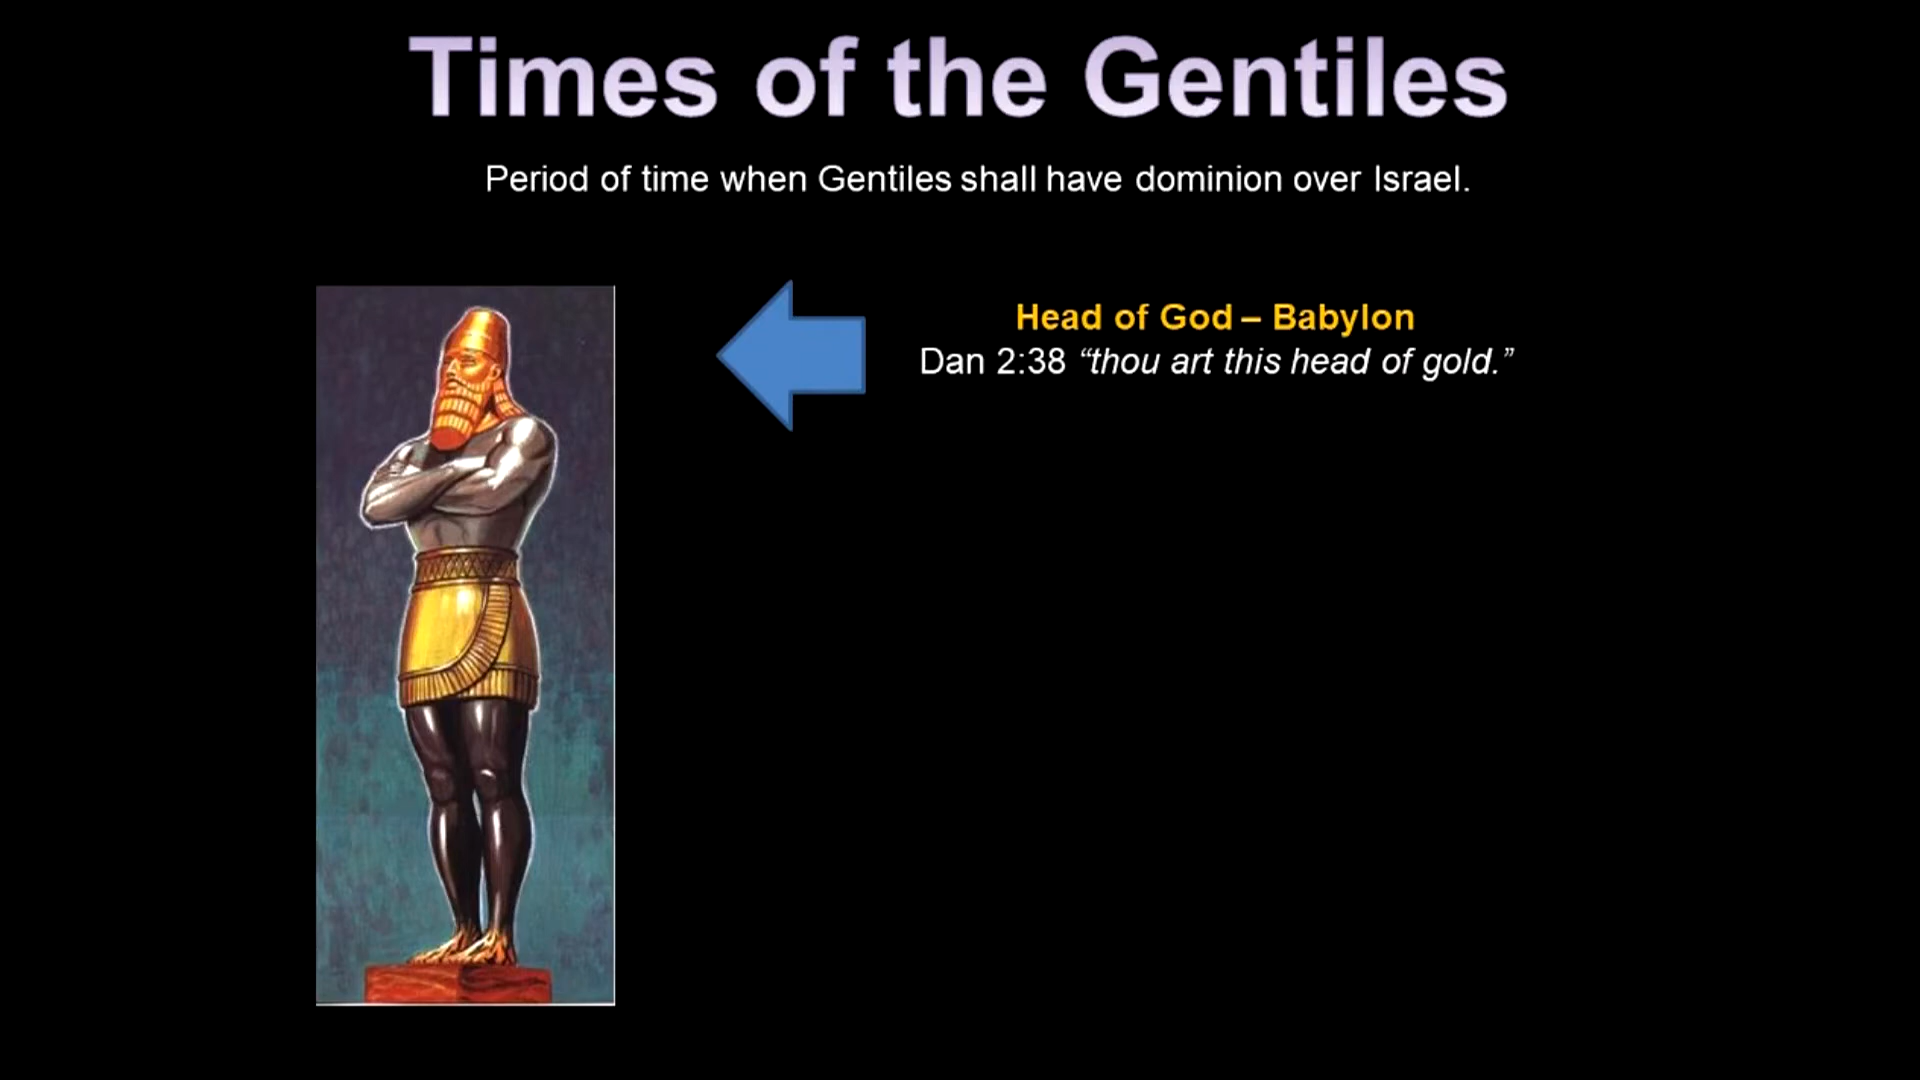 Times of the Gentiles
Period of time when Gentiles shall have dominion over Israel.
Head of God – Babylon
Dan 2:38 “thou art this head of gold.”